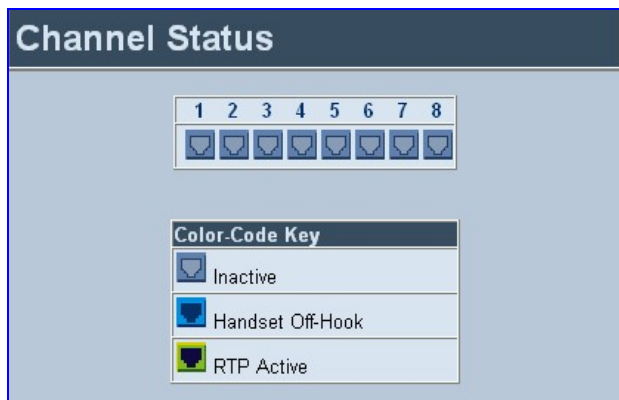 Channel Status
1 2 3 4 5 6 7 8
Color-Code Key
Inactive
Handset Off-Hook
RTP Active